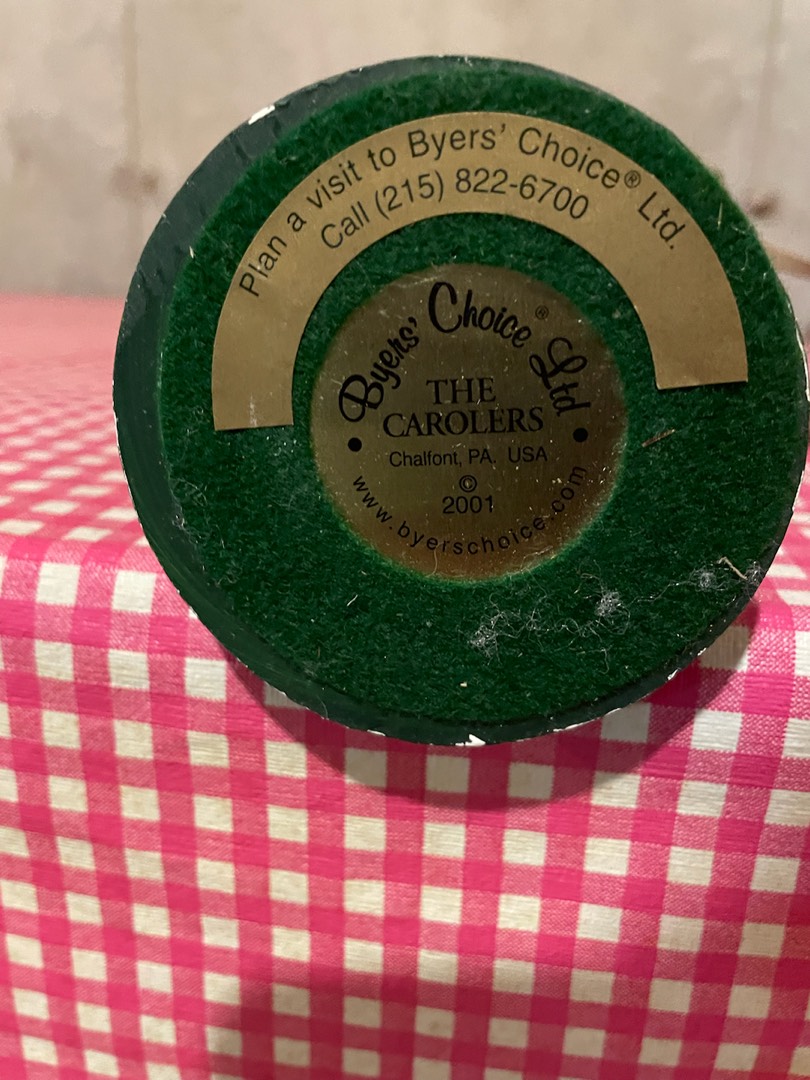 Plan a visit to Byers' Choice® Ltd.
Call (215) 822-6700
Byers' Choice® Ltd
THE
CAROLERS
Chalfont, PA. USA
©
2001
www.byerschoice.com